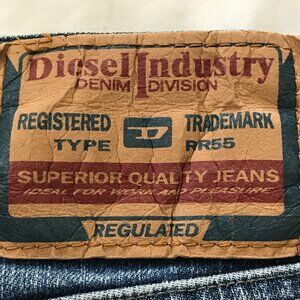 Diesel Industry
DENIM DIVISION
REGISTERED D TRADEMARK
TYPE RR55
SUPERIOR QUALITY JEANS
IDEAL FOR WORK AND PLEASURE
REGULATED